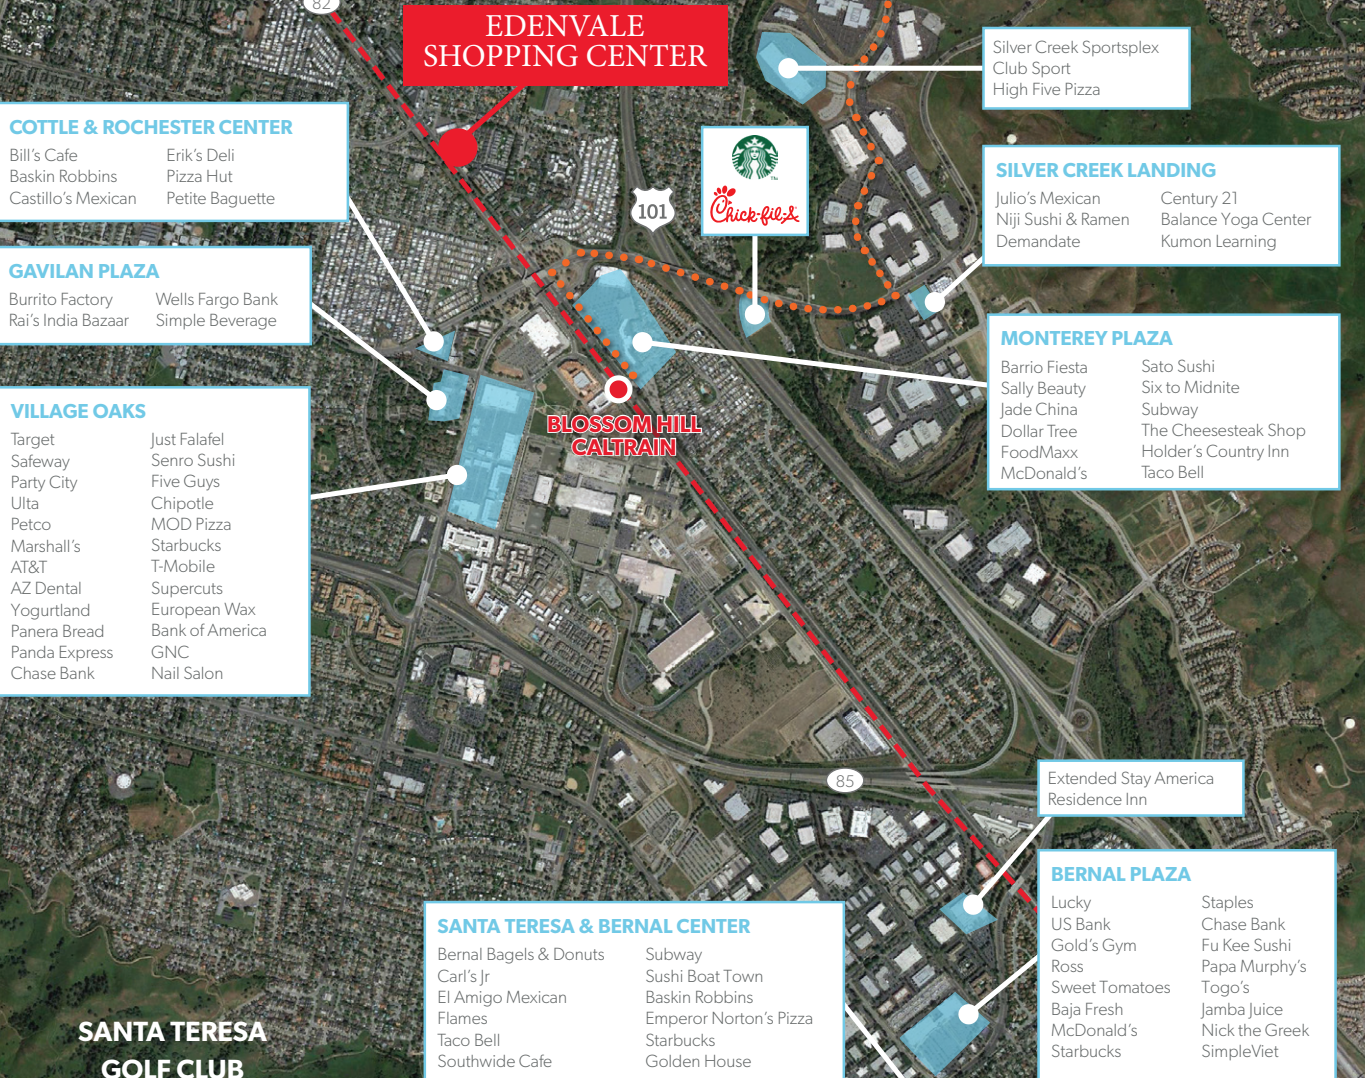 82
EDENVALE
SHOPPING CENTER
Silver Creek Sportsplex
Club Sport
High Five Pizza
COTTLE & ROCHESTER CENTER
Bill's Cafe
Baskin Robbins
Castillo's Mexican
Erik's Deli
Pizza Hut
Petite Baguette
Chick-fil-A
101
SILVER CREEK LANDING
Julio's Mexican
Niji Sushi & Ramen
Demandate
Century 21
Balance Yoga Center
Kumon Learning
GAVILAN PLAZA
Burrito Factory
Rai's India Bazaar
Wells Fargo Bank
Simple Beverage
MONTEREY PLAZA
Barrio Fiesta
Sally Beauty
Jade China
Dollar Tree
FoodMaxx
McDonald's
Sato Sushi
Six to Midnite
Subway
The Cheesesteak Shop
Holder's Country Inn
Taco Bell
VILLAGE OAKS
Target
Safeway
Party City
Ulta
Petco
Marshall's
AT&T
AZ Dental
Yogurtland
Panera Bread
Panda Express
Chase Bank
Just Falafel
Senro Sushi
Five Guys
Chipotle
MOD Pizza
Starbucks
T-Mobile
Supercuts
European Wax
Bank of America
GNC
Nail Salon
BLOSSOM HILL
CALTRAIN
85
Extended Stay America
Residence Inn
BERNAL PLAZA
Lucky
US Bank
Gold's Gym
Ross
Sweet Tomatoes
Baja Fresh
McDonald's
Starbucks
Staples
Chase Bank
Fu Kee Sushi
Papa Murphy's
Togo's
Jamba Juice
Nick the Greek
SimpleViet
SANTA TERESA & BERNAL CENTER
Bernal Bagels & Donuts
Carl's Jr
El Amigo Mexican
Flames
Taco Bell
Southwide Cafe
Subway
Sushi Boat Town
Baskin Robbins
Emperor Norton's Pizza
Starbucks
Golden House
SANTA TERESA
GOLF CLUB